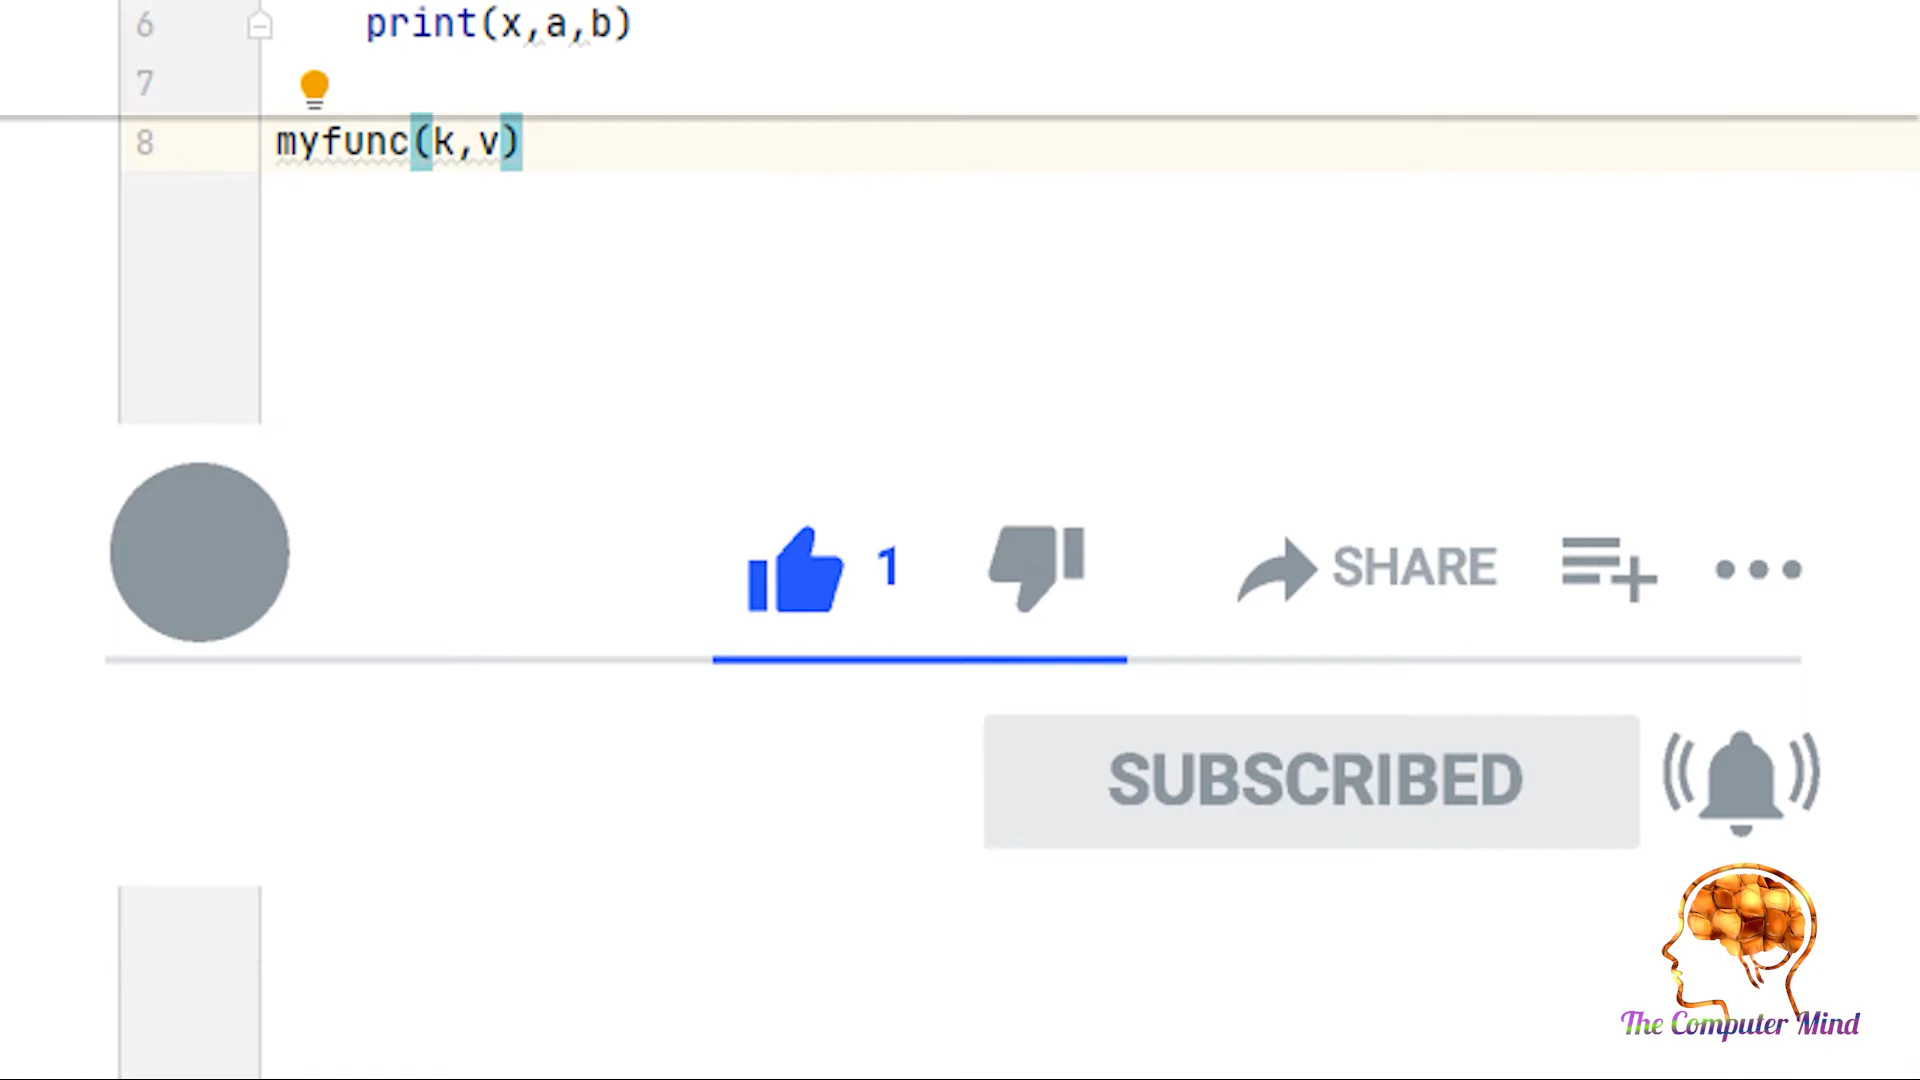 6 print(x,a,b)
7
8 myfunc(k,v)
1 SHARE
SUBSCRIBED
The Computer Mind